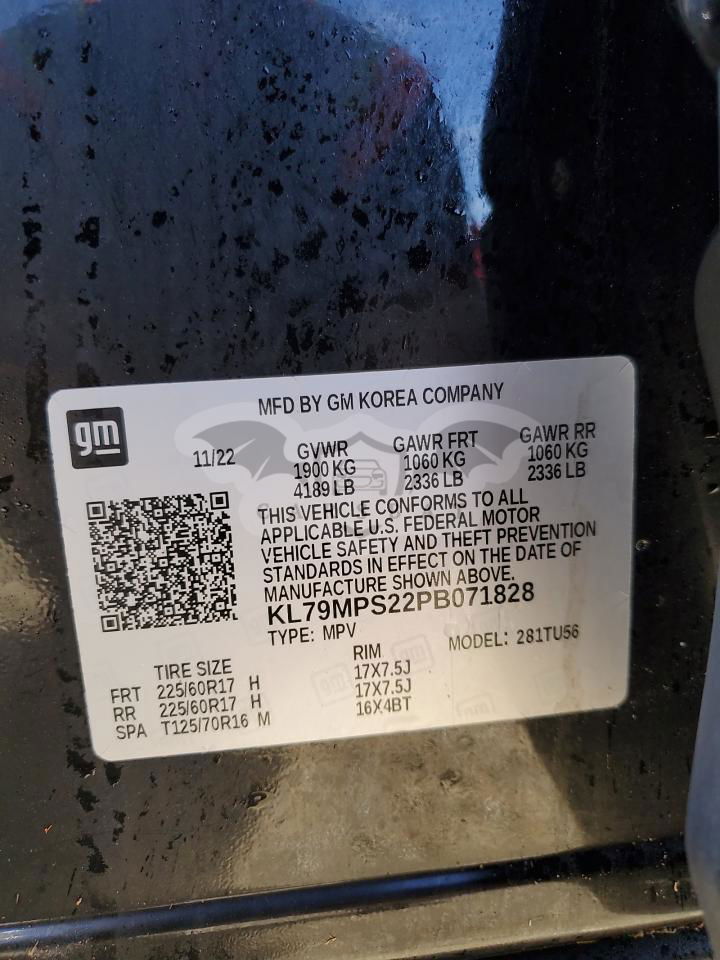 MFD BY GM KOREA COMPANY
gm
11/22
GVWR GAWR FRT GAWR RR
1900 KG 1060 KG 1060 KG
4189 LB 2336 LB 2336 LB
THIS VEHICLE CONFORMS TO ALL
APPLICABLE U.S. FEDERAL MOTOR
VEHICLE SAFETY AND THEFT PREVENTION
STANDARDS IN EFFECT ON THE DATE OF
MANUFACTURE SHOWN ABOVE.
KL79MPS22PB071828
TYPE: MPV MODEL: 281TU56
TIRE SIZE RIM
FRT 225/60R17 H 17X7.5J
RR 225/60R17 H 17X7.5J
SPA T125/70R16 M 16X4BT